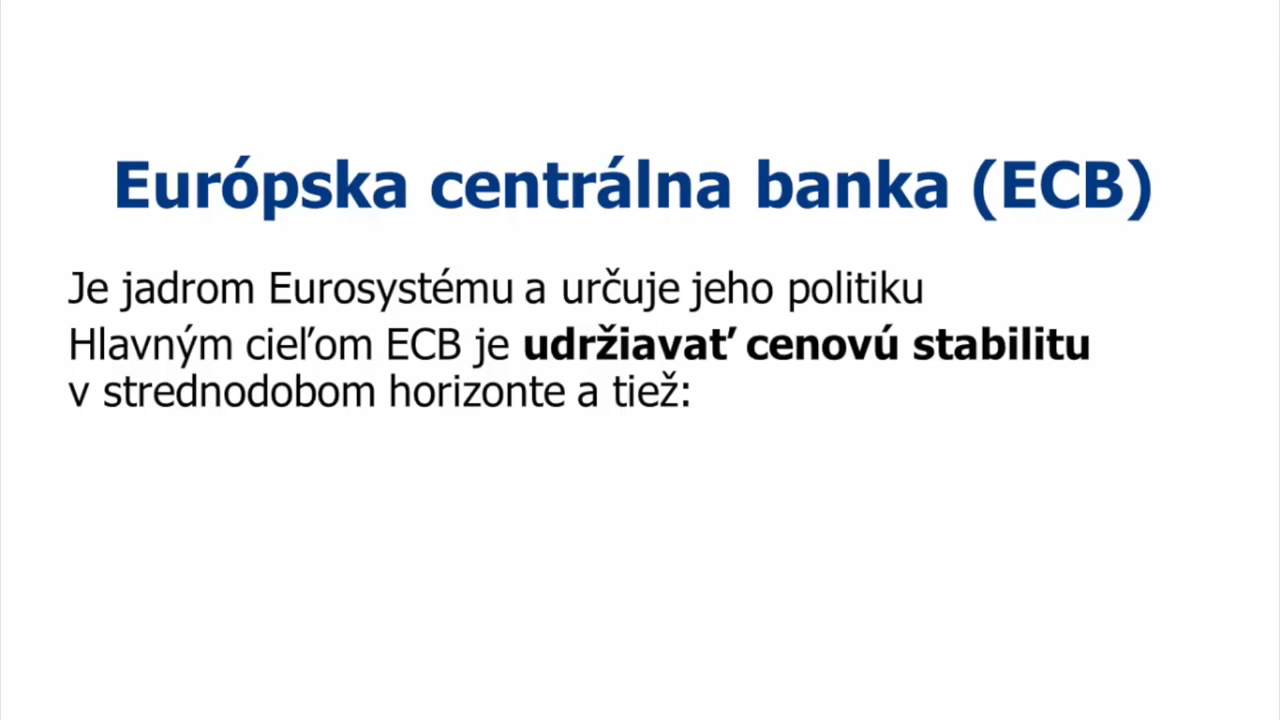 Európska centrálna banka (ECB)
Je jadrom Eurosystému a určuje jeho politiku
Hlavným cieľom ECB je udržiavať cenovú stabilitu
v strednodobom horizonte a tiež: